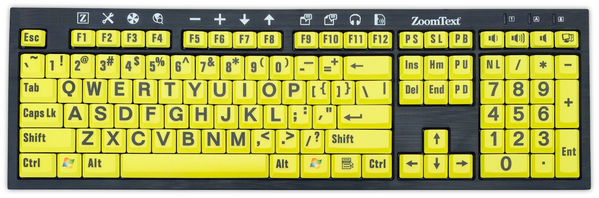 Z ZoomText 1 A
Esc F1 F2 F3 F4 F5 F6 F7 F8 F9 F10 F11 F12 PS SL PB
~ ` ! 1 @ 2 # 3 $ 4 % 5 ^ 6 & 7 * 8 ( 9 ) 0 _ - + = ← Ins Hm PU NL / * -
Tab Q W E R T Y U I O P { [ } ] | \ Del End PD 7 8 9 +
Caps Lk A S D F G H J K L : ; " ' 4 5 6
Shift Z X C V B N M < , > . ? / Shift ↑ 1 2 3 Ent
Ctrl Alt Alt Ctrl ← ↓ → 0 .